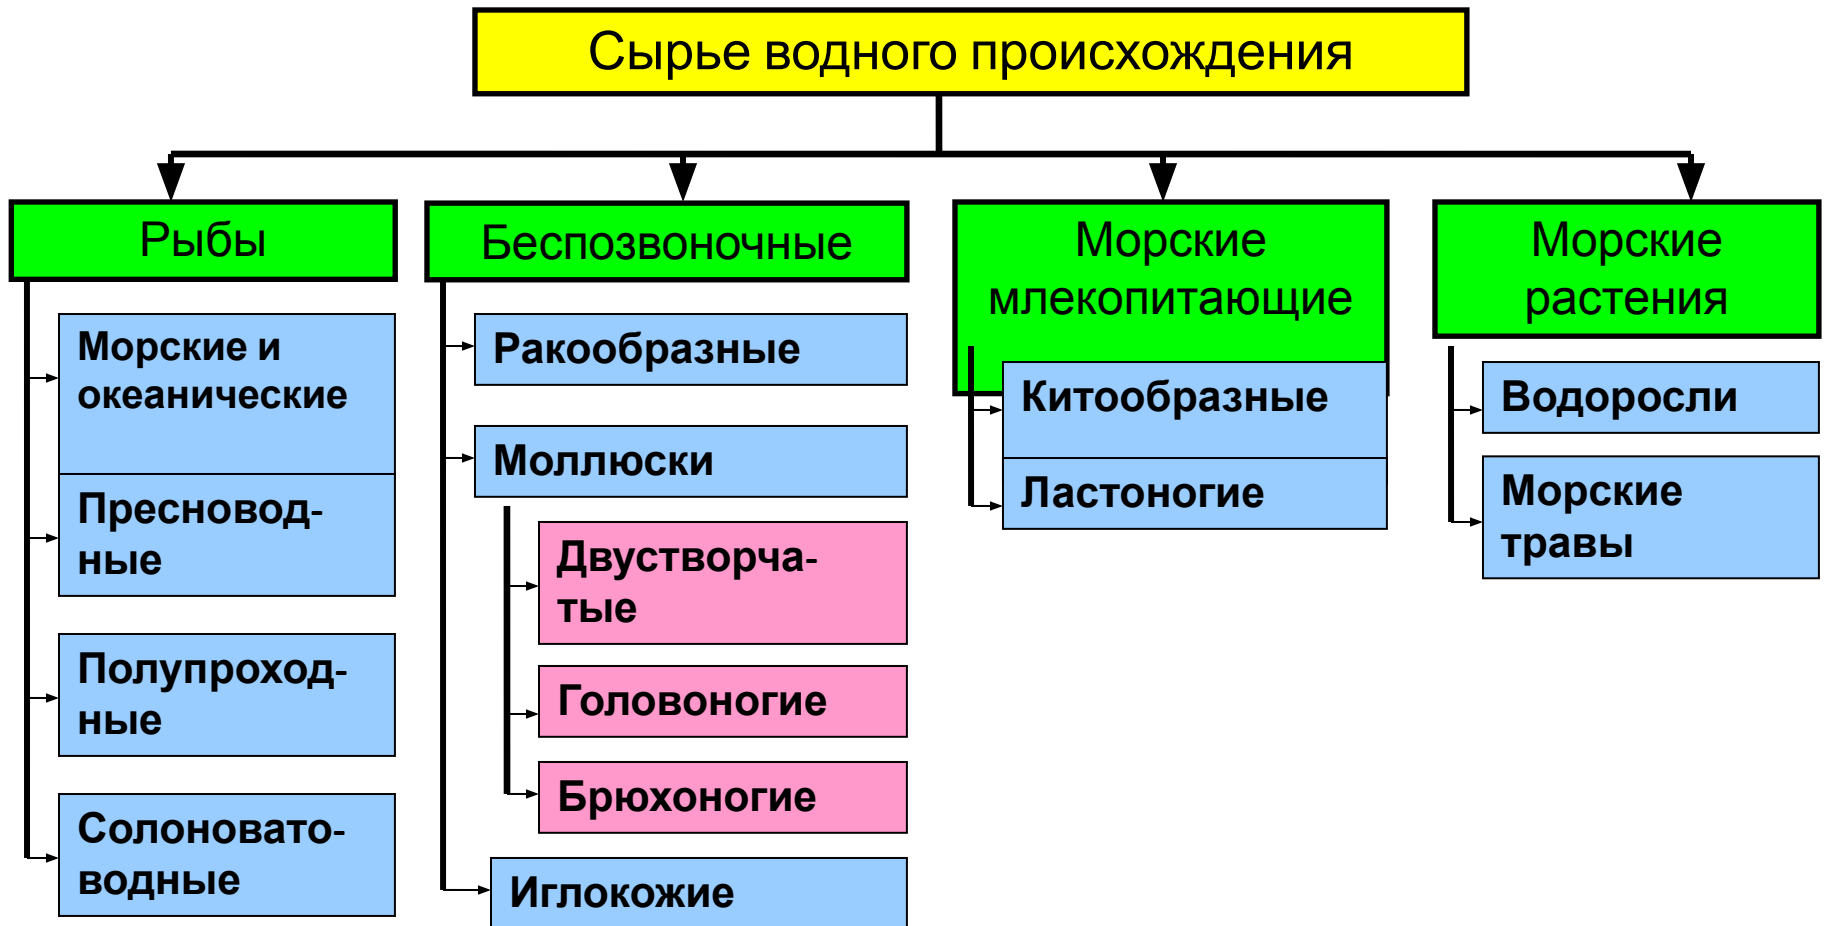 Сырье водного происхождения
Рыбы
Морские и
океанические
Пресновод-
ные
Полупроход-
ные
Солоновато-
водные
Беспозвоночные
Ракообразные
Моллюски
Двустворча-
тые
Головоногие
Брюхоногие
Иглокожие
Морские
млекопитающие
Китообразные
Ластоногие
Морские
растения
Водоросли
Морские
травы